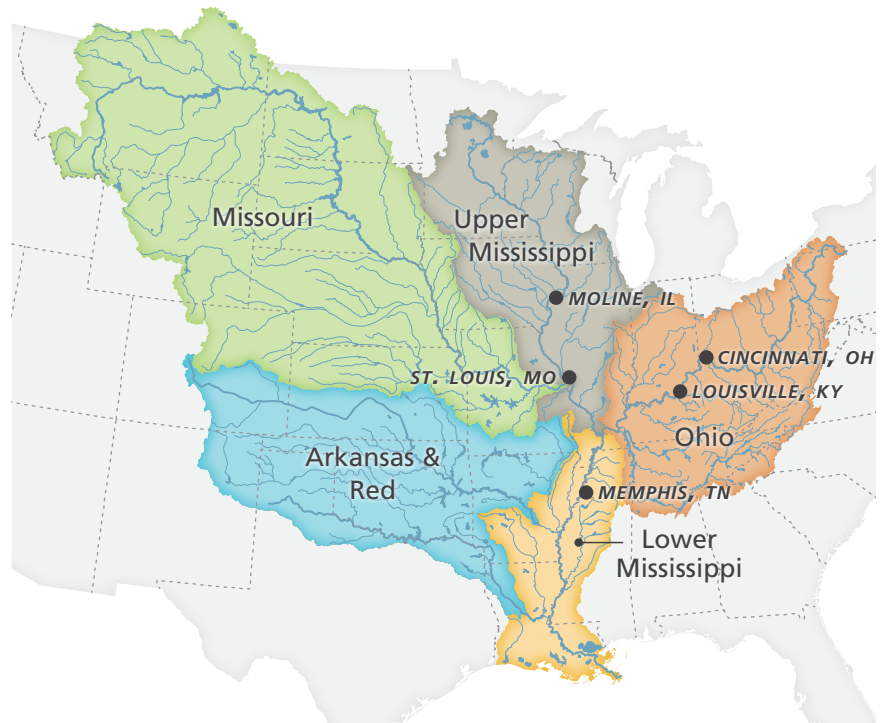 Missouri
Upper
Mississippi
MOLINE, IL
CINCINNATI, OH
ST. LOUIS, MO
LOUISVILLE, KY
Ohio
Arkansas &
Red
MEMPHIS, TN
Lower
Mississippi